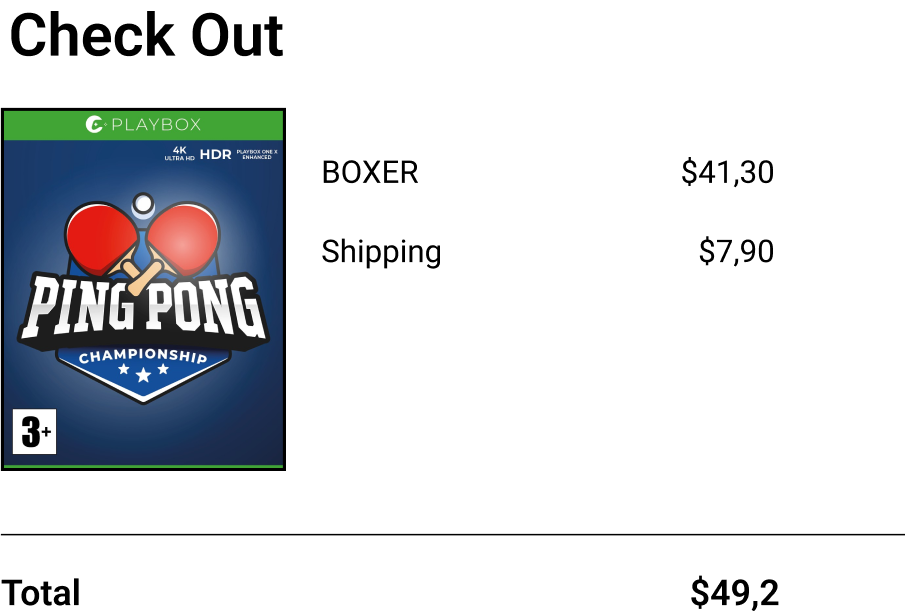 Check Out
PLAYBOX
4K
ULTRA HD
HDR
PLAYBOX ONE X
ENHANCED
BOXER $41,30
Shipping $7,90
PING PONG
CHAMPIONSHIP
3+
Total $49,2